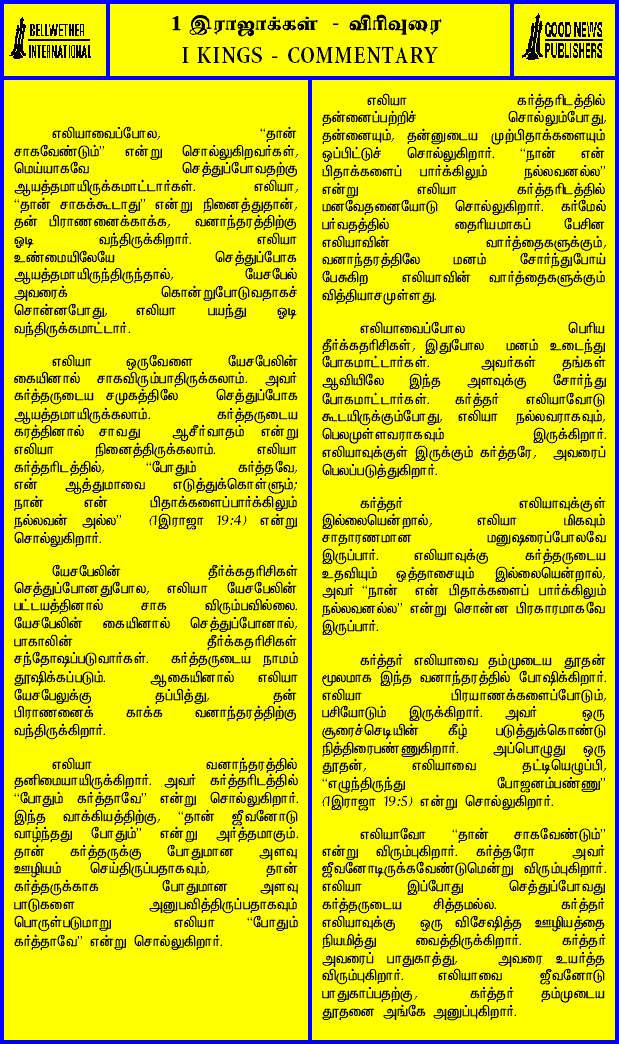 BELLWETHER
INTERNATIONAL
1 இராஜாக்கள் - விரிவுரை
I KINGS - COMMENTARY
GOOD NEWS
PUBLISHERS
எலியாவைப்போல, “தான்
சாகவேண்டும்” என்று சொல்லுகிறவர்கள்,
மெய்யாகவே செத்துப்போவதற்கு
ஆயத்தமாயிருக்கமாட்டார்கள். எலியா,
“தான் சாகக்கூடாது” என்று நினைத்துதான்,
தன் பிராணனைக்காக்க, வனாந்தரத்திற்கு
ஓடி வந்திருக்கிறார். எலியா
உண்மையிலேயே செத்துப்போக
ஆயத்தமாயிருந்திருந்தால், யேசபேல்
அவரைக் கொன்றுபோடுவதாகச்
சொன்னபோது, எலியா பயந்து ஓடி
வந்திருக்கமாட்டார்.
எலியா ஒருவேளை யேசபேலின்
கையினால் சாகவிரும்பாதிருக்கலாம். அவர்
கர்த்தருடைய சமுகத்திலே செத்துப்போக
ஆயத்தமாயிருக்கலாம். கர்த்தருடைய
கரத்தினால் சாவது ஆசீர்வாதம் என்று
எலியா நினைத்திருக்கலாம். எலியா
கர்த்தரிடத்தில், “போதும் கர்த்தவே,
என் ஆத்துமாவை எடுத்துக்கொள்ளும்;
நான் என் பிதாக்களைப்பார்க்கிலும்
நல்லவன் அல்ல” (1இராஜா 19:4) என்று
சொல்லுகிறார்.
யேசபேலின் தீர்க்கதரிசிகள்
செத்துப்போனதுபோல, எலியா யேசபேலின்
பட்டயத்தினால் சாக விரும்பவில்லை.
யேசபேலின் கையினால் செத்துப்போனால்,
பாகாலின் தீர்க்கதரிசிகள்
சந்தோஷப்படுவார்கள். கர்த்தருடைய நாமம்
தூஷிக்கப்படும். ஆகையினால் எலியா
யேசபேலுக்கு தப்பித்து, தன்
பிராணனைக் காக்க வனாந்தரத்திற்கு
வந்திருக்கிறார்.
எலியா வனாந்தரத்தில்
தனிமையாயிருக்கிறார். அவர் கர்த்தரிடத்தில்
“போதும் கர்த்தாவே” என்று சொல்லுகிறார்.
இந்த வாக்கியத்திற்கு, “தான் ஜீவனோடு
வாழ்ந்தது போதும்” என்று அர்த்தமாகும்.
தான் கர்த்தருக்கு போதுமான அளவு
ஊழியம் செய்திருப்பதாகவும், தான்
கர்த்தருக்காக போதுமான அளவு
பாடுகளை அனுபவித்திருப்பதாகவும்
பொருள்படுமாறு எலியா “போதும்
கர்த்தாவே” என்று சொல்லுகிறார்.
எலியா கர்த்தரிடத்தில்
தன்னைப்பற்றிச் சொல்லும்போது,
தன்னையும், தன்னுடைய முற்பிதாக்களையும்
ஒப்பிட்டுச் சொல்லுகிறார். “நான் என்
பிதாக்களைப் பார்க்கிலும் நல்லவனல்ல”
என்று எலியா கர்த்தரிடத்தில்
மனவேதனையோடு சொல்லுகிறார். கர்மேல்
பர்வதத்தில் தைரியமாகப் பேசின
எலியாவின் வார்த்தைகளுக்கும்,
வனாந்தரத்திலே மனம் சோர்ந்துபோய்
பேசுகிற எலியாவின் வார்த்தைகளுக்கும்
வித்தியாசமுள்ளது.
எலியாவைப்போல பெரிய
தீர்க்கதரிசிகள், இதுபோல மனம் உடைந்து
போகமாட்டார்கள். அவர்கள் தங்கள்
ஆவியிலே இந்த அளவுக்கு சோர்ந்து
போகமாட்டார்கள். கர்த்தர் எலியாவோடு
கூடயிருக்கும்போது, எலியா நல்லவராகவும்,
பெலமுள்ளவராகவும் இருக்கிறார்.
எலியாவுக்குள் இருக்கும் கர்த்தரே, அவரைப்
பெலப்படுத்துகிறார்.
கர்த்தர் எலியாவுக்குள்
இல்லையென்றால், எலியா மிகவும்
சாதாரணமான மனுஷரைப்போலவே
இருப்பார். எலியாவுக்கு கர்த்தருடைய
உதவியும் ஒத்தாசையும் இல்லையென்றால்,
அவர் “நான் என் பிதாக்களைப் பார்க்கிலும்
நல்லவனல்ல” என்று சொன்ன பிரகாரமாகவே
இருப்பார்.
கர்த்தர் எலியாவை தம்முடைய தூதன்
மூலமாக இந்த வனாந்தரத்தில் போஷிக்கிறார்.
எலியா பிரயாணக்களைப்போடும்,
பசியோடும் இருக்கிறார். அவர் ஒரு
சூரைச்செடியின் கீழ் படுத்துக்கொண்டு
நித்திரைபண்ணுகிறார். அப்பொழுது ஒரு
தூதன், எலியாவை தட்டியெழுப்பி,
“எழுந்திருந்து போஜனம்பண்ணு”
(1இராஜா 19:5) என்று சொல்லுகிறார்.
எலியாவோ “தான் சாகவேண்டும்”
என்று விரும்புகிறார். கர்த்தரோ அவர்
ஜீவனோடிருக்கவேண்டுமென்று விரும்புகிறார்.
எலியா இப்போது செத்துப்போவது
கர்த்தருடைய சித்தமல்ல. கர்த்தர்
எலியாவுக்கு ஒரு விசேஷித்த ஊழியத்தை
நியமித்து வைத்திருக்கிறார். கர்த்தர்
அவரைப் பாதுகாத்து, அவரை உயர்த்த
விரும்புகிறார். எலியாவை ஜீவனோடு
பாதுகாப்பதற்கு, கர்த்தர் தம்முடைய
தூதனை அங்கே அனுப்புகிறார்.